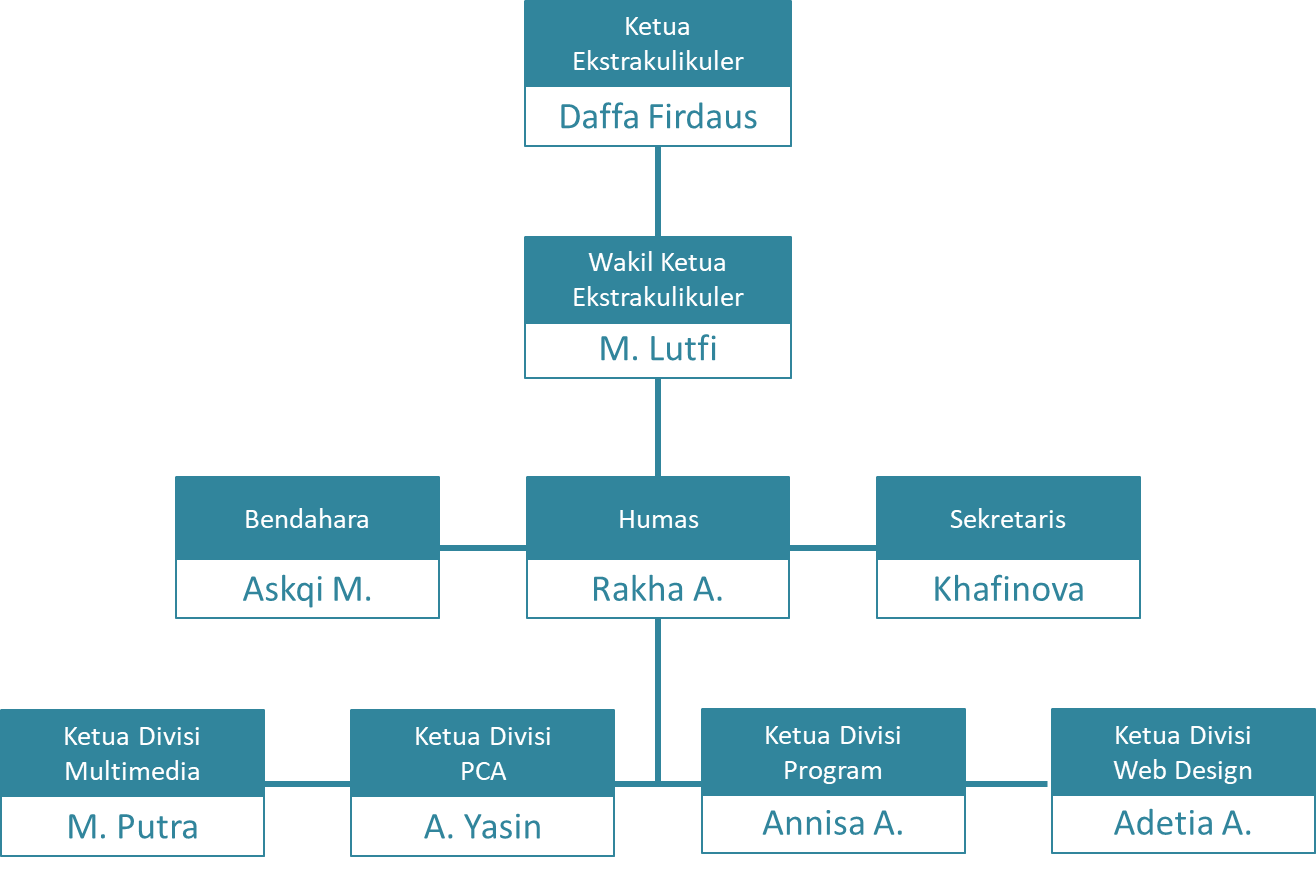 Ketua
Ekstrakulikuler
Daffa Firdaus
Wakil Ketua
Ekstrakulikuler
M. Lutfi
Bendahara
Askqi M.
Humas
Rakha A.
Sekretaris
Khafinova
Ketua Divisi
Multimedia
M. Putra
Ketua Divisi
PCA
A. Yasin
Ketua Divisi
Program
Annisa A.
Ketua Divisi
Web Design
Adetia A.